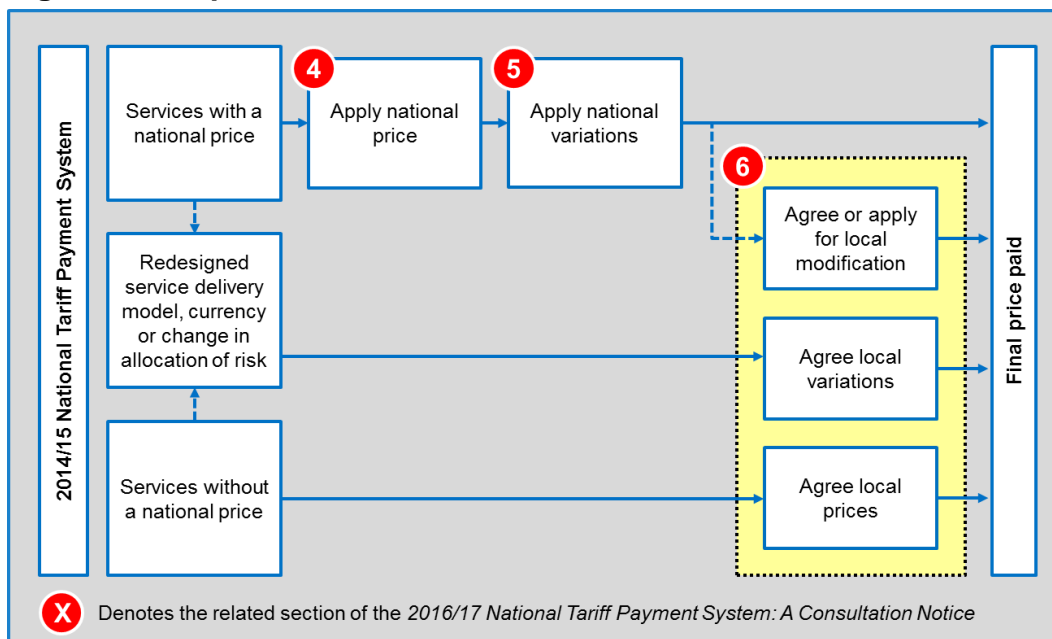 2014/15 National Tariff Payment System
Services with a
national price
4
Apply national
price
5
Apply national
variations
6
Agree or apply
for local
modification
Redesigned
service delivery
model, currency
or change in
allocation of risk
Agree local
variations
Services without
a national price
Agree local
prices
Final price paid
X
Denotes the related section of the 2016/17 National Tariff Payment System: A Consultation Notice